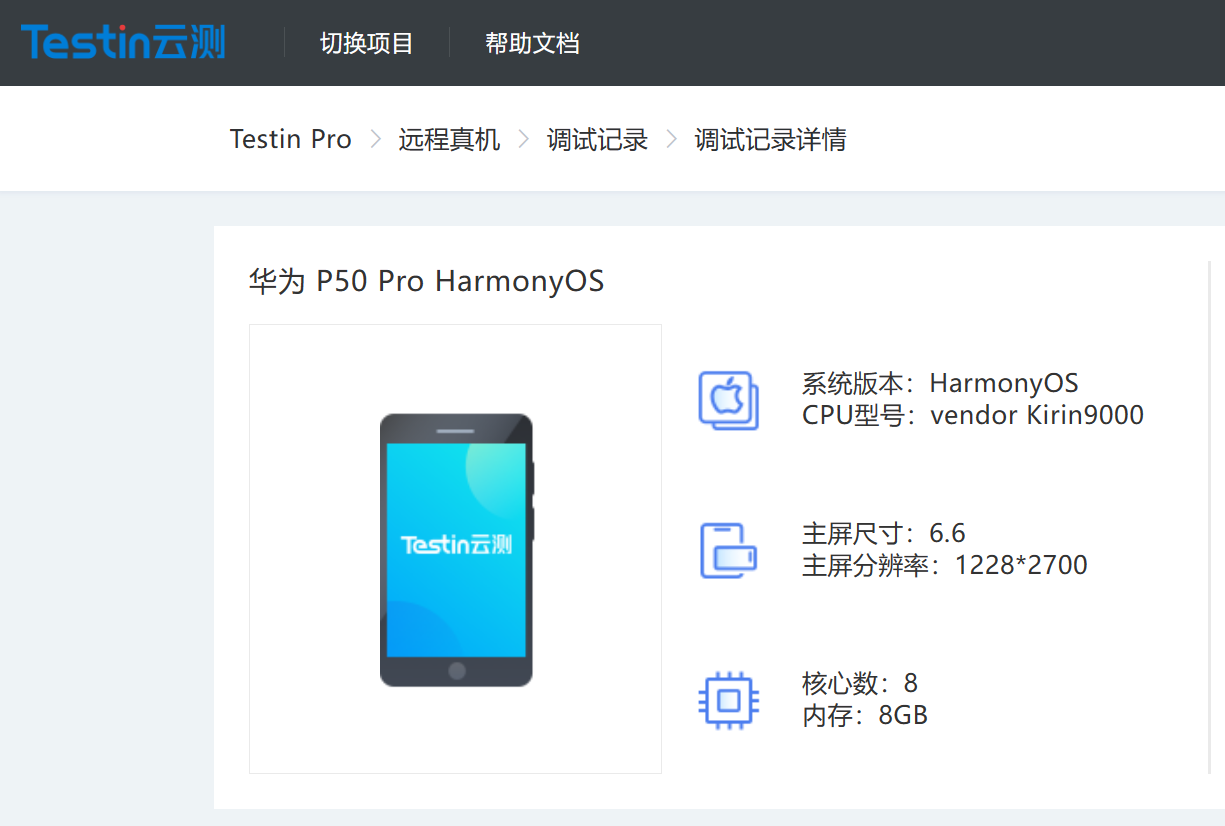 Testin云测 切换项目 帮助文档
Testin Pro > 远程真机 > 调试记录 > 调试记录详情
华为 P50 Pro HarmonyOS
Testin云测
系统版本：HarmonyOS
CPU型号：vendor Kirin9000
主屏尺寸：6.6
主屏分辨率：1228*2700
核心数：8
内存：8GB